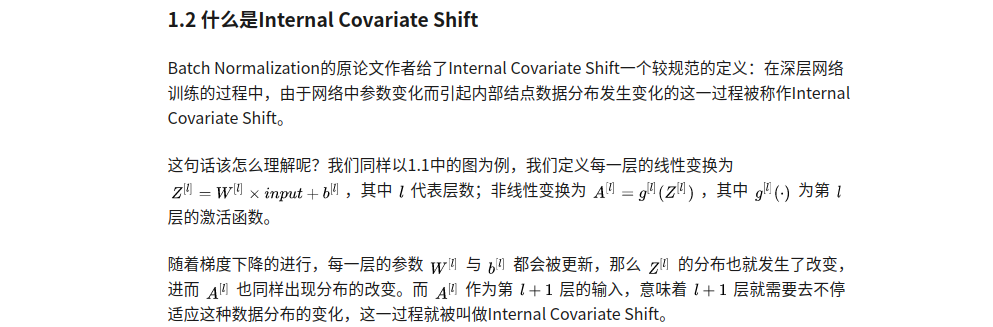 1.2 什么是Internal Covariate Shift
Batch Normalization的原论文作者给了Internal Covariate Shift一个较规范的定义：在深层网络
训练的过程中，由于网络中参数变化而引起内部结点数据分布发生变化的这一过程被称作Internal
Covariate Shift。
这句话该怎么理解呢？我们同样以1.1中的图为例，我们定义每一层的线性变换为
Z^{[l]} = W^{[l]} × input + b^{[l]} ，其中 l 代表层数；非线性变换为 A^{[l]} = g^{[l]}(Z^{[l]}) ，其中 g^{[l]}(·) 为第 l
层的激活函数。
随着梯度下降的进行，每一层的参数 W^{[l]} 与 b^{[l]} 都会被更新，那么 Z^{[l]} 的分布也就发生了改变，
进而 A^{[l]} 也同样出现分布的改变。而 A^{[l]} 作为第 l + 1 层的输入，意味着 l + 1 层就需要去不停
适应这种数据分布的变化，这一过程就被叫做Internal Covariate Shift。